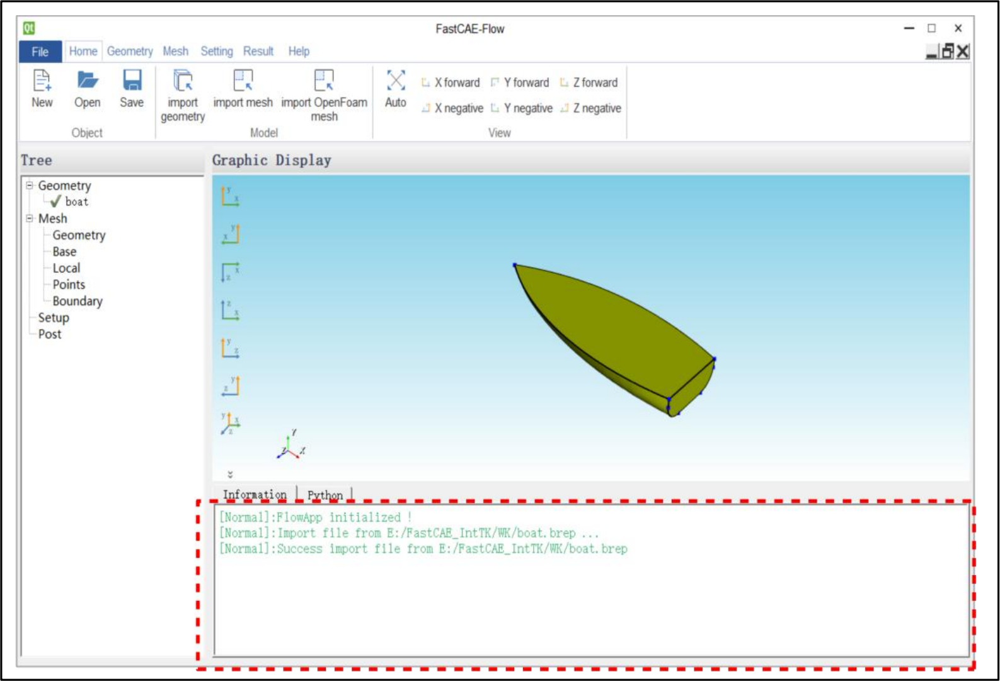 Qt
FastCAE-Flow
File Home Geometry Mesh Setting Result Help
New Open Save import geometry import mesh import OpenFoam mesh Auto
X forward Y forward Z forward
X negative Y negative Z negative
Object Model View
Tree
Graphic Display
Geometry
boat
Mesh
Geometry
Base
Local
Points
Boundary
Setup
Post
y x
y x
x z
z x
y z
y z
y x z
Y Z X
Information Python
[Normal]:FlowApp initialized !
[Normal]:Import file from E:/FastCAE_IntTK/WK/boat.brep ...
[Normal]:Success import file from E:/FastCAE_IntTK/WK/boat.brep